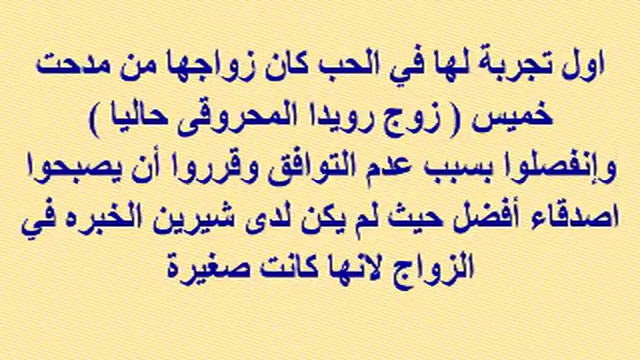 اول تجربة لها في الحب كان زواجها من مدحت
خميس ( زوج رويدا المحروقى حاليا )
وإنفصلوا بسبب عدم التوافق وقرروا أن يصبحوا
اصدقاء أفضل حيث لم يكن لدى شيرين الخبره في
الزواج لانها كانت صغيرة